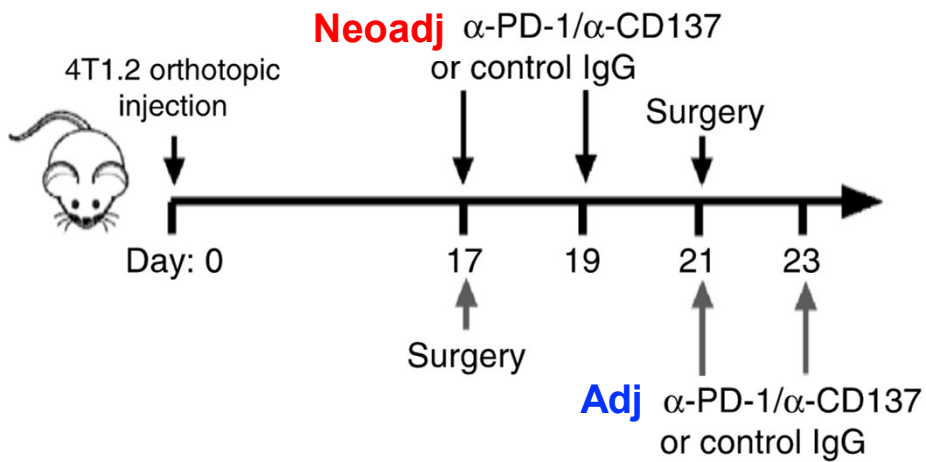 Neoadj α-PD-1/α-CD137
or control IgG
4T1.2 orthotopic
injection
Surgery
Day: 0 17 19 21 23
Surgery
Adj α-PD-1/α-CD137
or control IgG